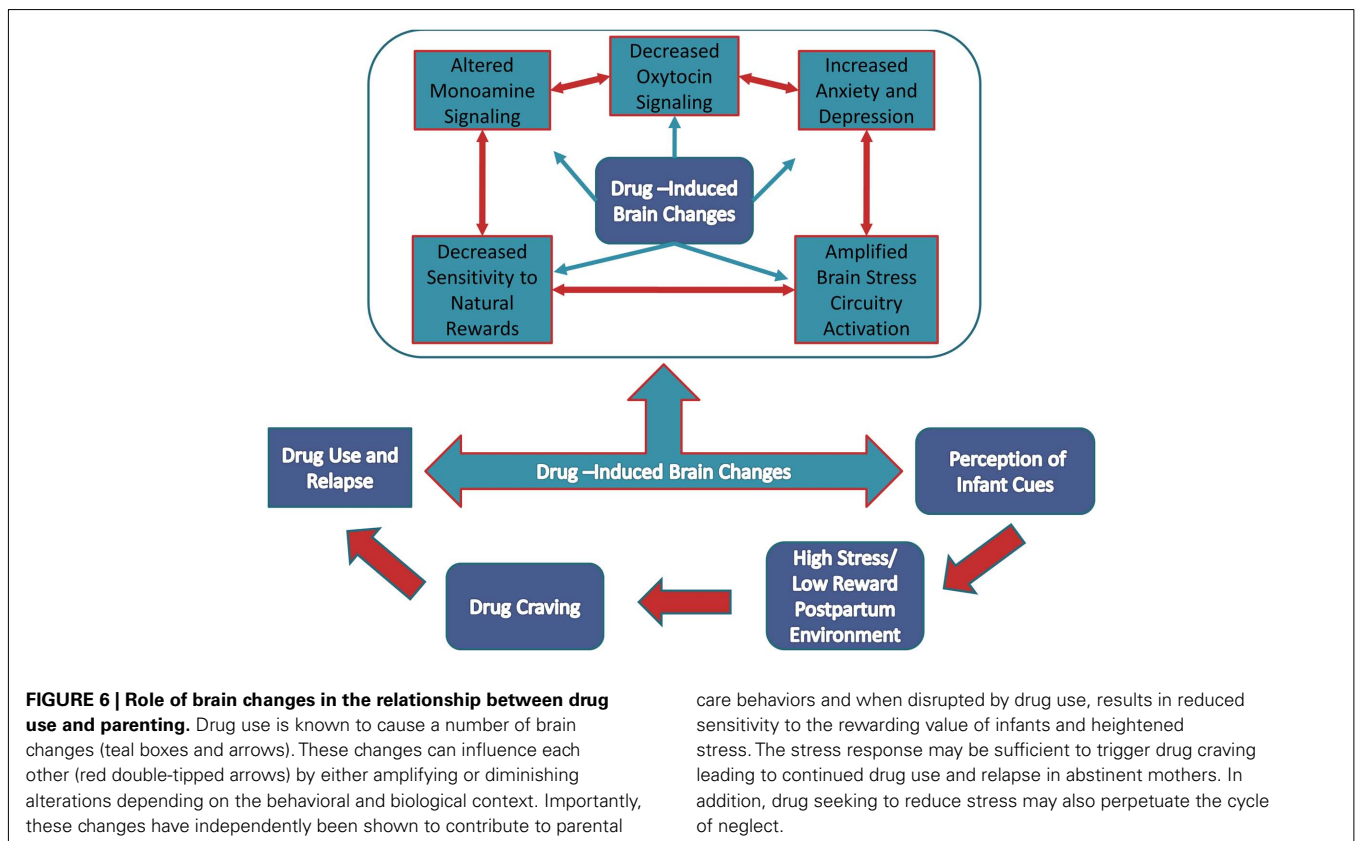 Altered
Monoamine
Signaling
Decreased
Oxytocin
Signaling
Increased
Anxiety and
Depression
Drug –Induced
Brain Changes
Decreased
Sensitivity to
Natural
Rewards
Amplified
Brain Stress
Circuitry
Activation
Drug Use and
Relapse
Drug –Induced Brain Changes
Perception of
Infant Cues
High Stress/
Low Reward
Postpartum
Environment
Drug Craving
FIGURE 6 | Role of brain changes in the relationship between drug
use and parenting. Drug use is known to cause a number of brain
changes (teal boxes and arrows). These changes can influence each
other (red double-tipped arrows) by either amplifying or diminishing
alterations depending on the behavioral and biological context. Importantly,
these changes have independently been shown to contribute to parental
care behaviors and when disrupted by drug use, results in reduced
sensitivity to the rewarding value of infants and heightened
stress. The stress response may be sufficient to trigger drug craving
leading to continued drug use and relapse in abstinent mothers. In
addition, drug seeking to reduce stress may also perpetuate the cycle
of neglect.